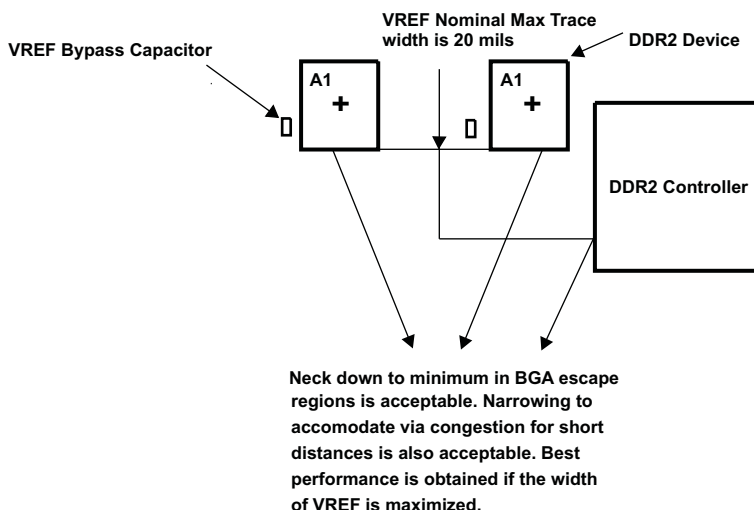 VREF Nominal Max Trace
width is 20 mils
VREF Bypass Capacitor
DDR2 Device
A1
A1
DDR2 Controller
Neck down to minimum in BGA escape
regions is acceptable. Narrowing to
accomodate via congestion for short
distances is also acceptable. Best
performance is obtained if the width
of VREF is maximized.